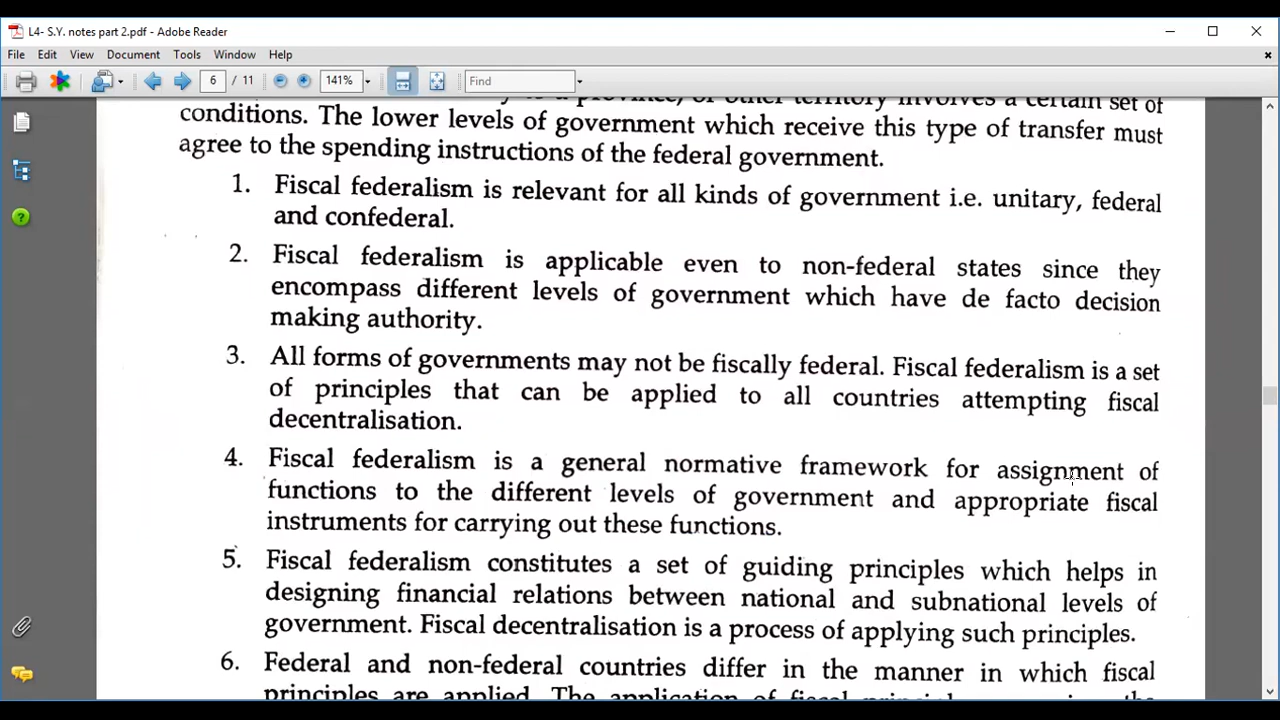 L4- S.Y. notes part 2.pdf - Adobe Reader
File Edit View Document Tools Window Help
6 / 11 141% Find
conditions. The lower levels of government which receive this type of transfer must
agree to the spending instructions of the federal government.
1. Fiscal federalism is relevant for all kinds of government i.e. unitary, federal
and confederal.
2. Fiscal federalism is applicable even to non-federal states since they
encompass different levels of government which have de facto decision
making authority.
3. All forms of governments may not be fiscally federal. Fiscal federalism is a set
of principles that can be applied to all countries attempting fiscal
decentralisation.
4. Fiscal federalism is a general normative framework for assignment of
functions to the different levels of government and appropriate fiscal
instruments for carrying out these functions.
5. Fiscal federalism constitutes a set of guiding principles which helps in
designing financial relations between national and subnational levels of
government. Fiscal decentralisation is a process of applying such principles.
6. Federal and non-federal countries differ in the manner in which fiscal
principles are applied. The application of fiscal